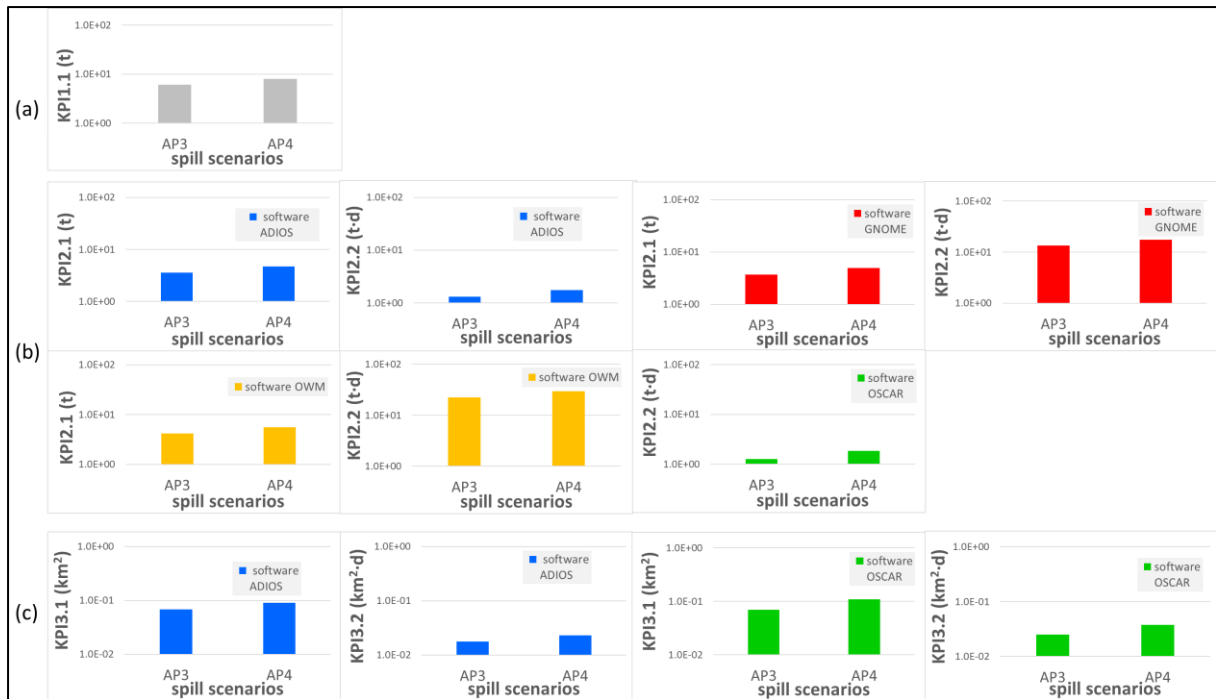 (a)
KPI1.1 (t)
1.0E+02
1.0E+01
1.0E+00
AP3 AP4
spill scenarios
(b)
KPI2.1 (t)
1.0E+02
1.0E+01
1.0E+00
software
ADIOS
AP3 AP4
spill scenarios
KPI2.2 (t·d)
1.0E+02
1.0E+01
1.0E+00
software
ADIOS
AP3 AP4
spill scenarios
KPI2.1 (t)
1.0E+02
1.0E+01
1.0E+00
software
GNOME
AP3 AP4
spill scenarios
KPI2.2 (t·d)
1.0E+02
1.0E+01
1.0E+00
software
GNOME
AP3 AP4
spill scenarios
KPI2.1 (t)
1.0E+02
1.0E+01
1.0E+00
software OWM
AP3 AP4
spill scenarios
KPI2.2 (t·d)
1.0E+02
1.0E+01
1.0E+00
software OWM
AP3 AP4
spill scenarios
KPI2.2 (t·d)
1.0E+02
1.0E+01
1.0E+00
software
OSCAR
AP3 AP4
spill scenarios
(c)
KPI3.1 (km²)
1.0E+00
1.0E-01
1.0E-02
software
ADIOS
AP3 AP4
spill scenarios
KPI3.2 (km²·d)
1.0E+00
1.0E-01
1.0E-02
software
ADIOS
AP3 AP4
spill scenarios
KPI3.1 (km²)
1.0E+00
1.0E-01
1.0E-02
software
OSCAR
AP3 AP4
spill scenarios
KPI3.2 (km²·d)
1.0E+00
1.0E-01
1.0E-02
software
OSCAR
AP3 AP4
spill scenarios